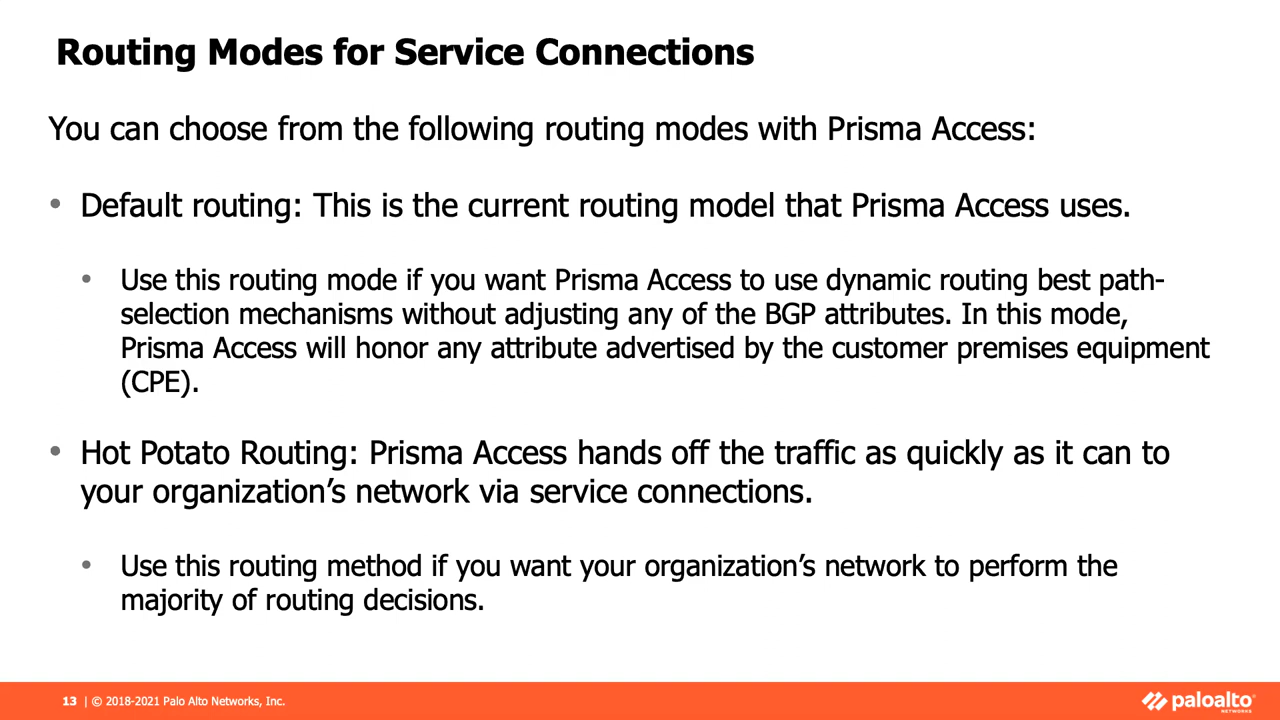 Routing Modes for Service Connections
You can choose from the following routing modes with Prisma Access:
• Default routing: This is the current routing model that Prisma Access uses.
• Use this routing mode if you want Prisma Access to use dynamic routing best path-
selection mechanisms without adjusting any of the BGP attributes. In this mode,
Prisma Access will honor any attribute advertised by the customer premises equipment
(CPE).
• Hot Potato Routing: Prisma Access hands off the traffic as quickly as it can to
your organization’s network via service connections.
• Use this routing method if you want your organization’s network to perform the
majority of routing decisions.
13 | © 2018-2021 Palo Alto Networks, Inc.
paloalto
NETWORKS